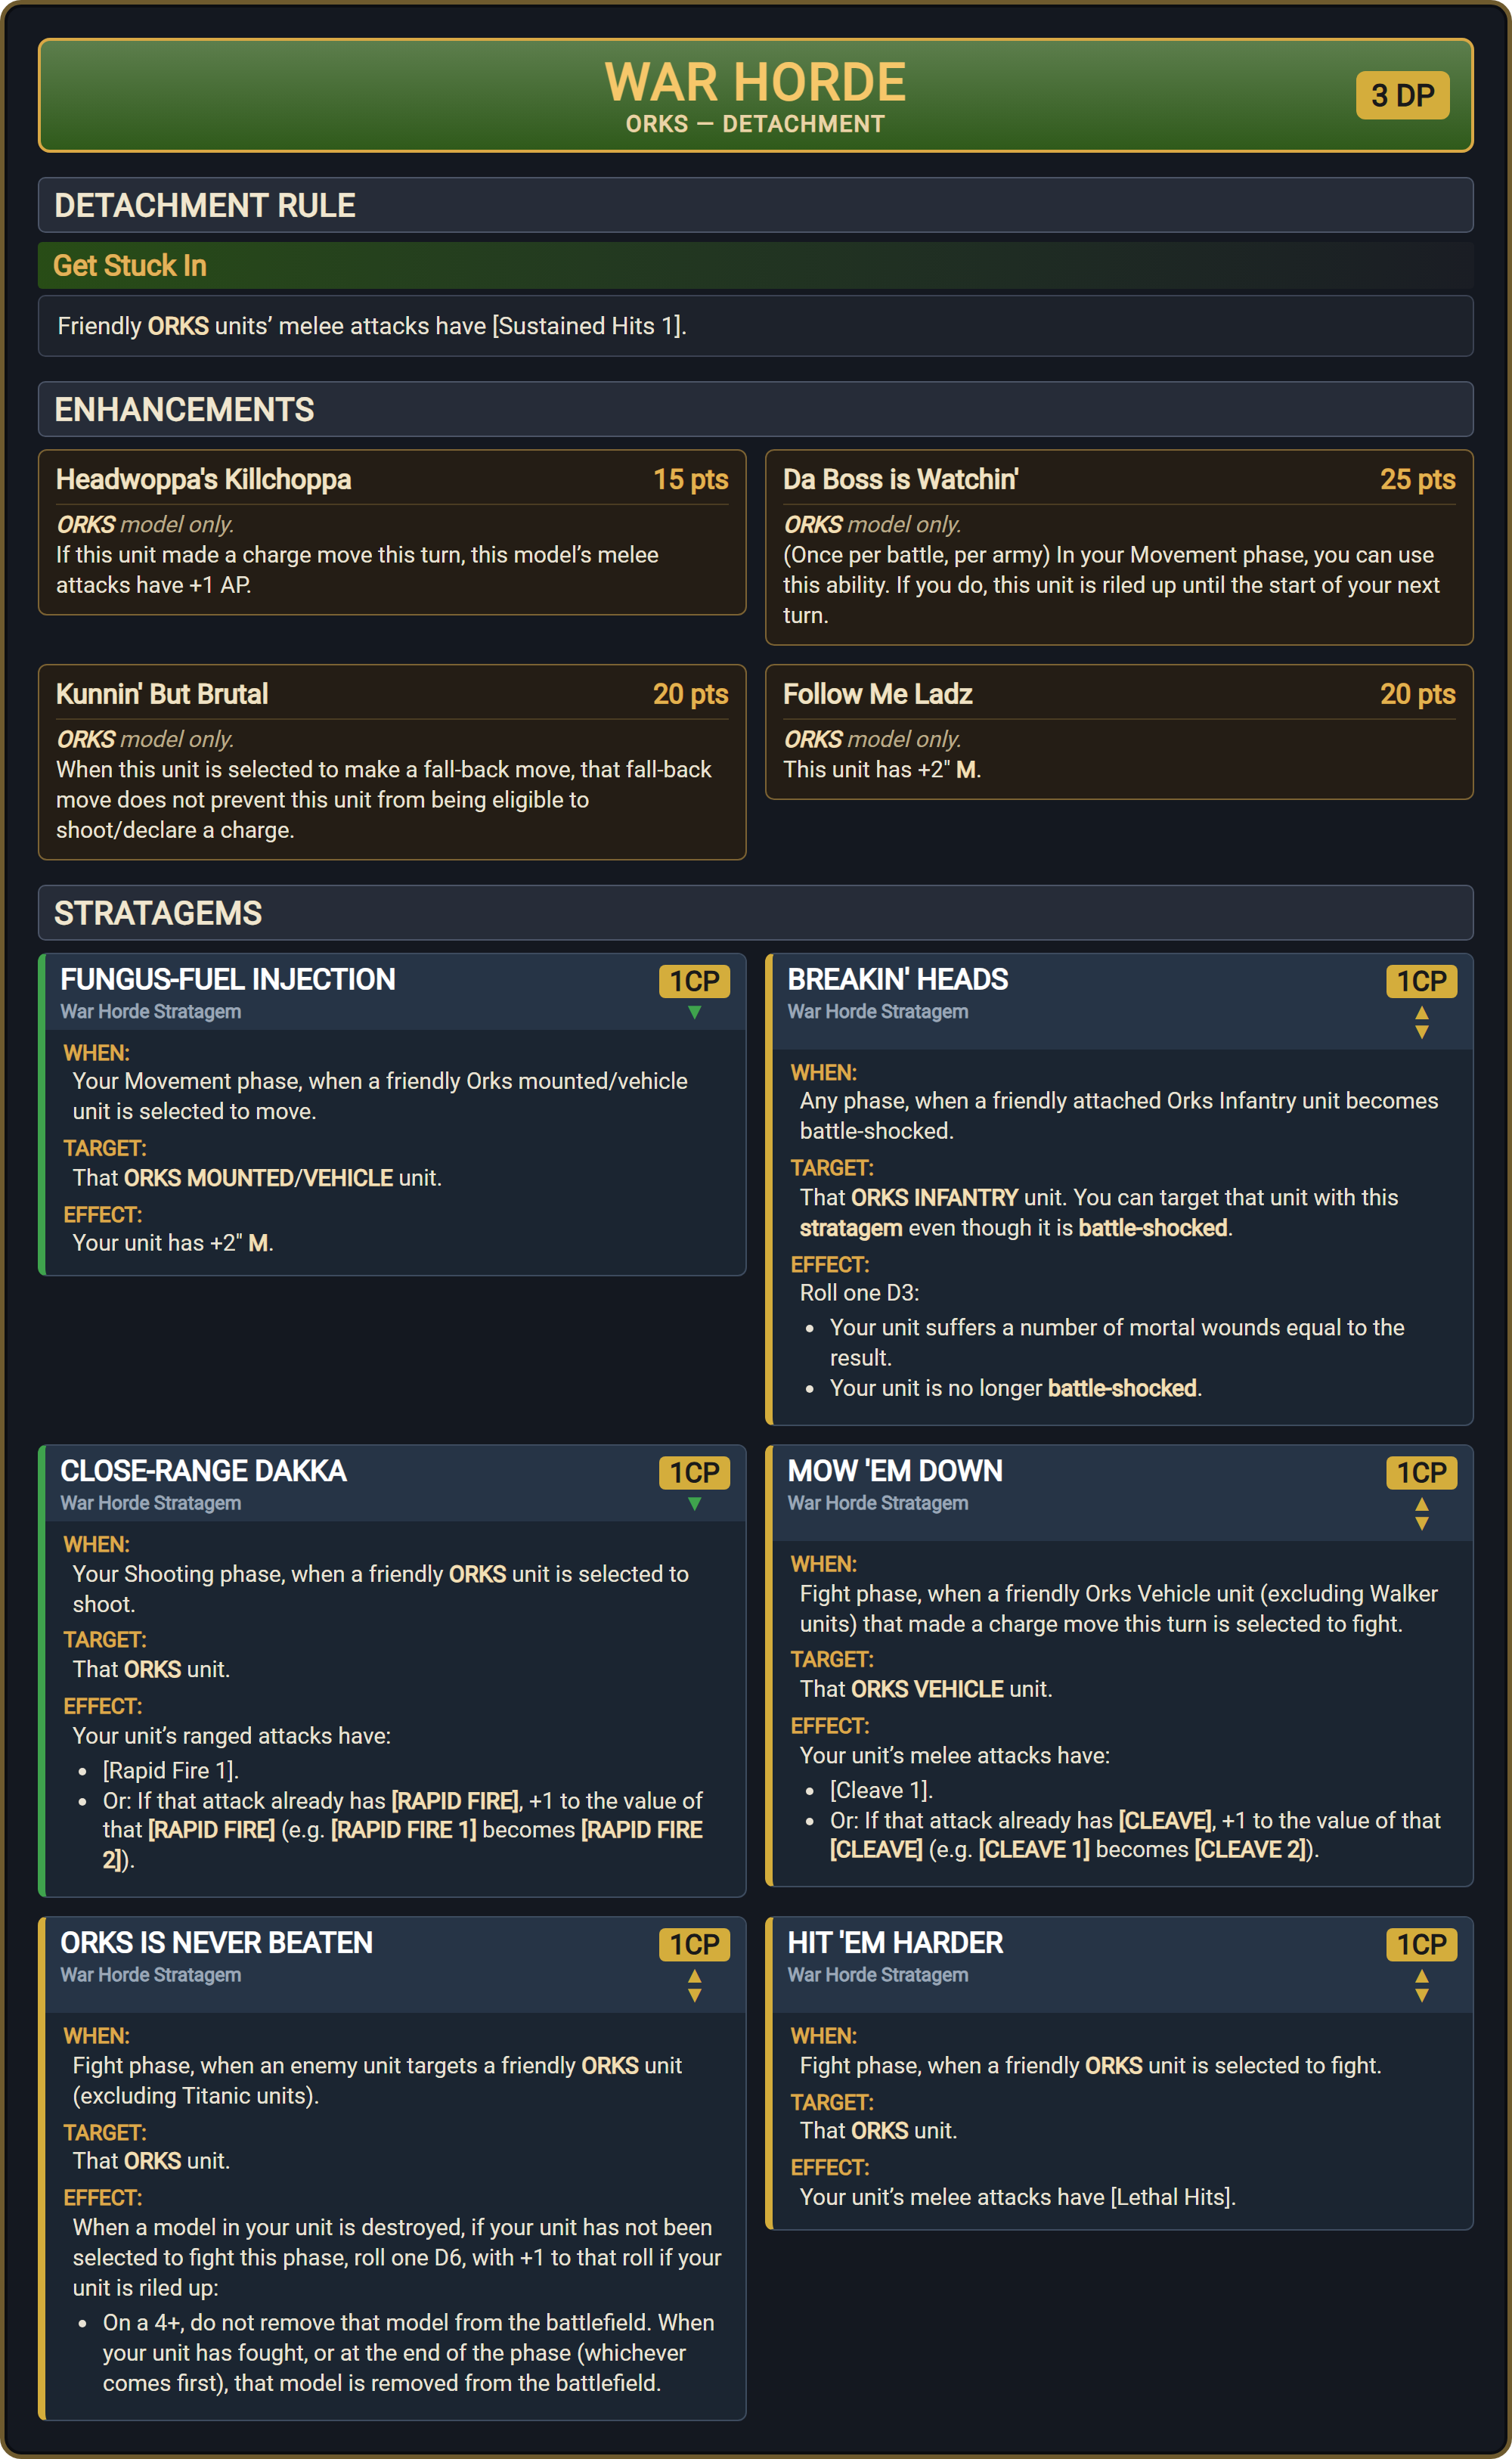 WAR HORDE
ORKS — DETACHMENT
3 DP
DETACHMENT RULE
Get Stuck In
Friendly ORKS units’ melee attacks have [Sustained Hits 1].
ENHANCEMENTS
Headwoppa's Killchoppa
15 pts
ORKS model only.
If this unit made a charge move this turn, this model’s melee
attacks have +1 AP.
Da Boss is Watchin'
25 pts
ORKS model only.
(Once per battle, per army) In your Movement phase, you can use
this ability. If you do, this unit is riled up until the start of your next
turn.
Kunnin' But Brutal
20 pts
ORKS model only.
When this unit is selected to make a fall-back move, that fall-back
move does not prevent this unit from being eligible to
shoot/declare a charge.
Follow Me Ladz
20 pts
ORKS model only.
This unit has +2" M.
STRATAGEMS
FUNGUS-FUEL INJECTION
1CP
War Horde Stratagem
▼
WHEN:
Your Movement phase, when a friendly Orks mounted/vehicle
unit is selected to move.
TARGET:
That ORKS MOUNTED/VEHICLE unit.
EFFECT:
Your unit has +2" M.
BREAKIN' HEADS
1CP
War Horde Stratagem
▲
▼
WHEN:
Any phase, when a friendly attached Orks Infantry unit becomes
battle-shocked.
TARGET:
That ORKS INFANTRY unit. You can target that unit with this
stratagem even though it is battle-shocked.
EFFECT:
Roll one D3:
• Your unit suffers a number of mortal wounds equal to the
result.
• Your unit is no longer battle-shocked.
CLOSE-RANGE DAKKA
1CP
War Horde Stratagem
▼
WHEN:
Your Shooting phase, when a friendly ORKS unit is selected to
shoot.
TARGET:
That ORKS unit.
EFFECT:
Your unit’s ranged attacks have:
• [Rapid Fire 1].
• Or: If that attack already has [RAPID FIRE], +1 to the value of
that [RAPID FIRE] (e.g. [RAPID FIRE 1] becomes [RAPID FIRE
2]).
MOW 'EM DOWN
1CP
War Horde Stratagem
▲
▼
WHEN:
Fight phase, when a friendly Orks Vehicle unit (excluding Walker
units) that made a charge move this turn is selected to fight.
TARGET:
That ORKS VEHICLE unit.
EFFECT:
Your unit’s melee attacks have:
• [Cleave 1].
• Or: If that attack already has [CLEAVE], +1 to the value of that
[CLEAVE] (e.g. [CLEAVE 1] becomes [CLEAVE 2]).
ORKS IS NEVER BEATEN
1CP
War Horde Stratagem
▲
▼
WHEN:
Fight phase, when an enemy unit targets a friendly ORKS unit
(excluding Titanic units).
TARGET:
That ORKS unit.
EFFECT:
When a model in your unit is destroyed, if your unit has not been
selected to fight this phase, roll one D6, with +1 to that roll if your
unit is riled up:
• On a 4+, do not remove that model from the battlefield. When
your unit has fought, or at the end of the phase (whichever
comes first), that model is removed from the battlefield.
HIT 'EM HARDER
1CP
War Horde Stratagem
▲
▼
WHEN:
Fight phase, when a friendly ORKS unit is selected to fight.
TARGET:
That ORKS unit.
EFFECT:
Your unit’s melee attacks have [Lethal Hits].